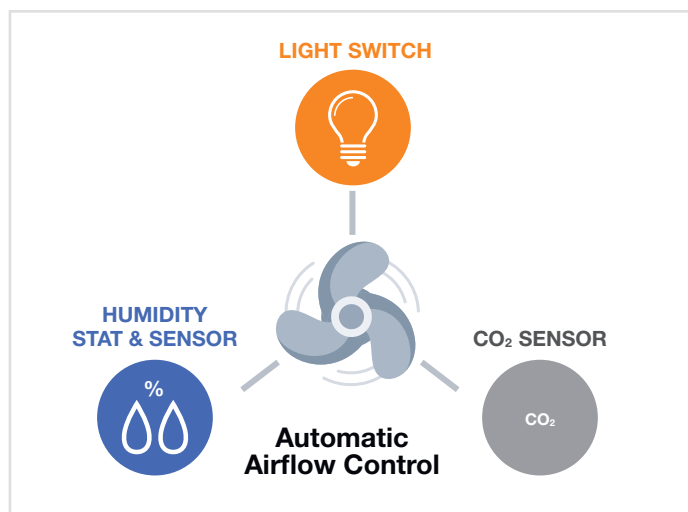 LIGHT SWITCH
HUMIDITY
STAT & SENSOR
%
CO₂ SENSOR
CO₂
Automatic
Airflow Control